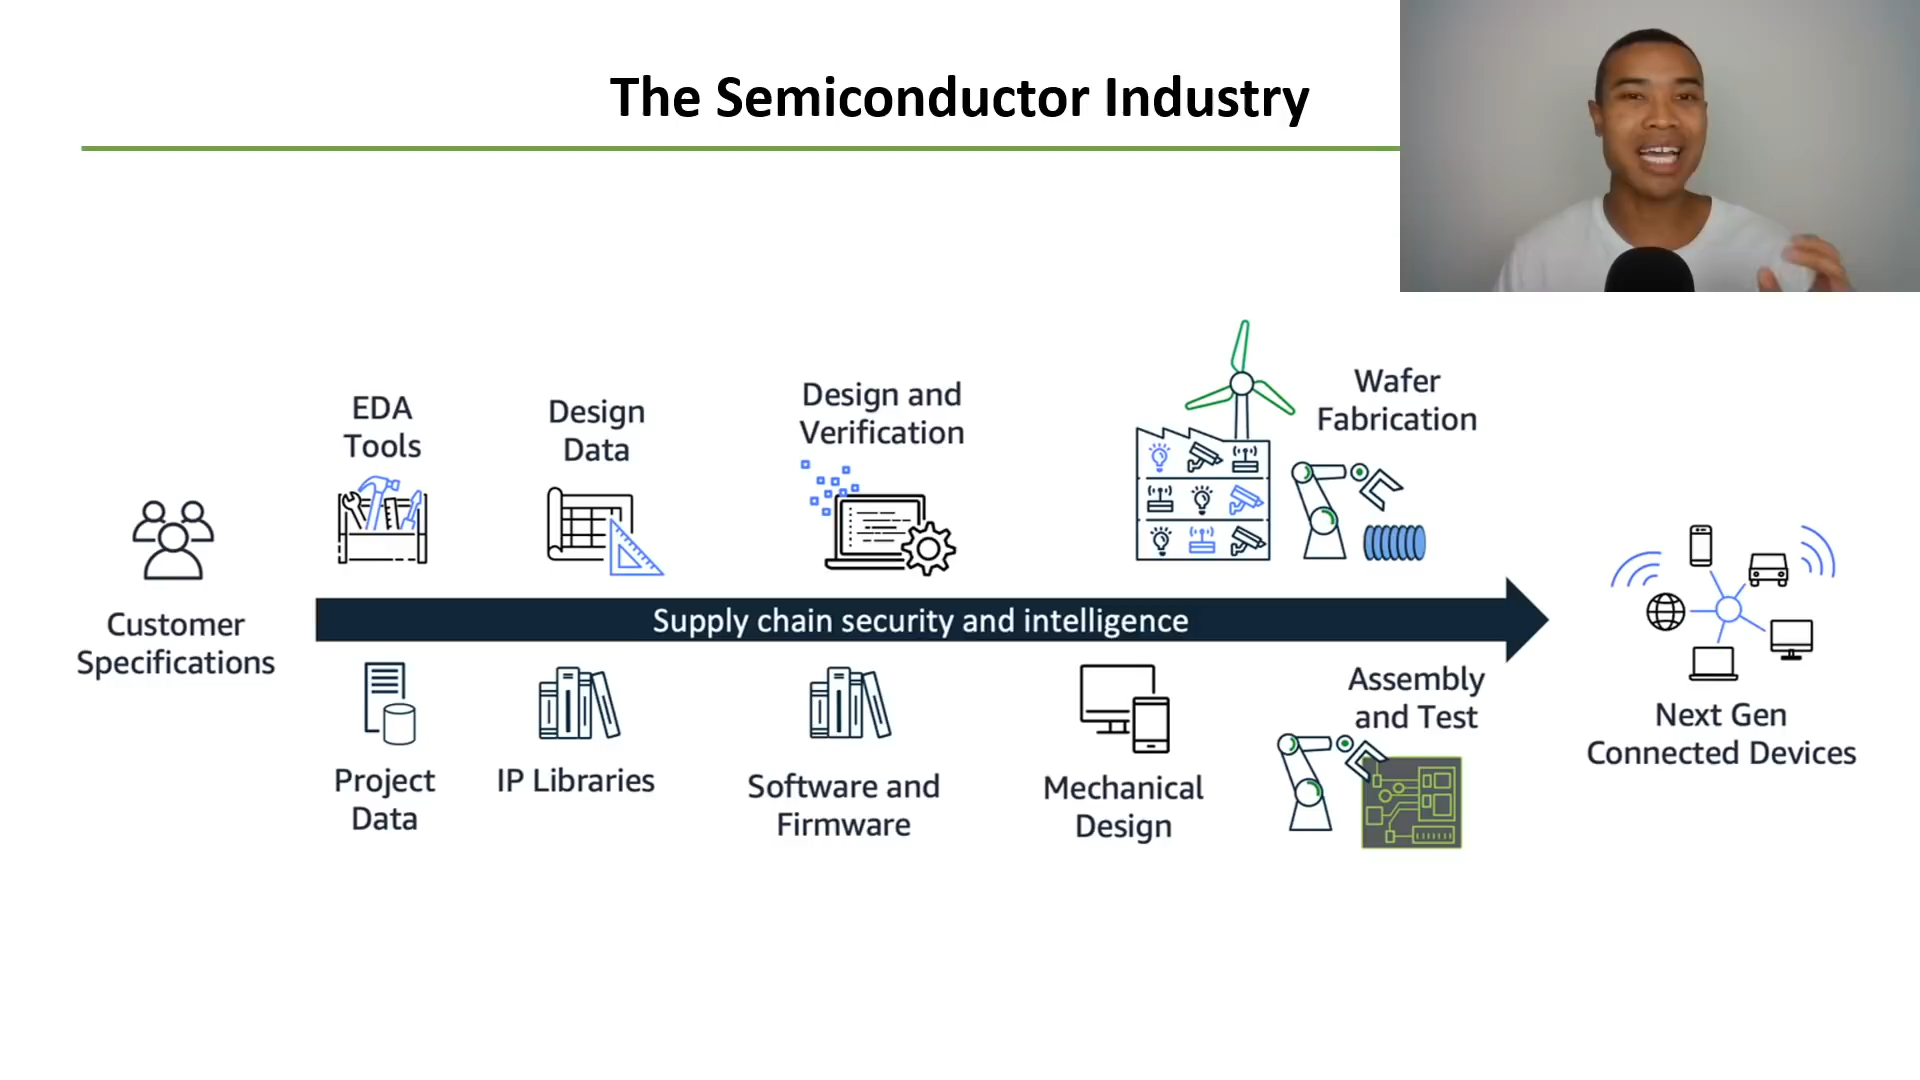 The Semiconductor Industry
EDA
Tools
Design
Data
Design and
Verification
Wafer
Fabrication
Customer
Specifications
Supply chain security and intelligence
Project
Data
IP Libraries
Software and
Firmware
Mechanical
Design
Assembly
and Test
Next Gen
Connected Devices